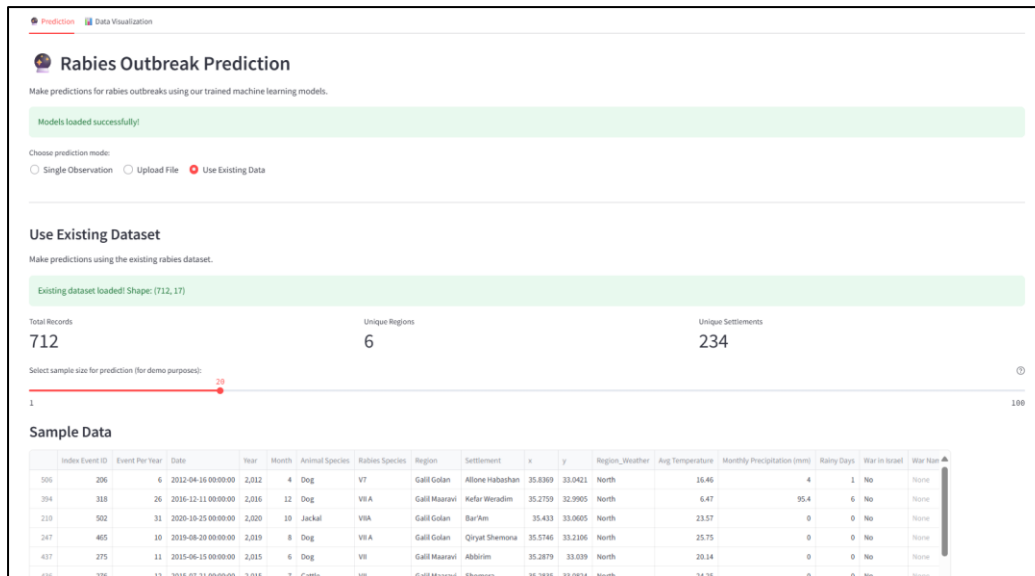 Prediction Data Visualization
Rabies Outbreak Prediction
Make predictions for rabies outbreaks using our trained machine learning models.
Models loaded successfully!
Choose prediction mode:
Single Observation Upload File Use Existing Data
Use Existing Dataset
Make predictions using the existing rabies dataset.
Existing dataset loaded! Shape: (712, 17)
Total Records Unique Regions Unique Settlements
712 6 234
Select sample size for prediction (for demo purposes):
20
1 100
Sample Data
Index Event ID Event Per Year Date Year Month Animal Species Rabies Species Region Settlement x y Region_Weather Avg Temperature Monthly Precipitation (mm) Rainy Days War in Israel War Nam
506 206 6 2012-04-16 00:00:00 2,012 4 Dog V7 Galil Golan Allone Habashan 35.8369 33.0421 North 16.46 4 1 No None
394 318 26 2016-12-11 00:00:00 2,016 12 Dog VII A Galil Maaravi Kefar Weradim 35.2759 32.9905 North 6.47 95.4 6 No None
210 502 31 2020-10-25 00:00:00 2,020 10 Jackal VIIA Galil Golan Bar'Am 35.433 33.0605 North 23.57 0 0 No None
247 465 10 2019-08-20 00:00:00 2,019 8 Dog VII A Galil Golan Qiryat Shemona 35.5746 33.2106 North 25.75 0 0 No None
437 275 11 2015-06-15 00:00:00 2,015 6 Dog VII Galil Maaravi Abbirim 35.2879 33.039 North 20.14 0 0 No None